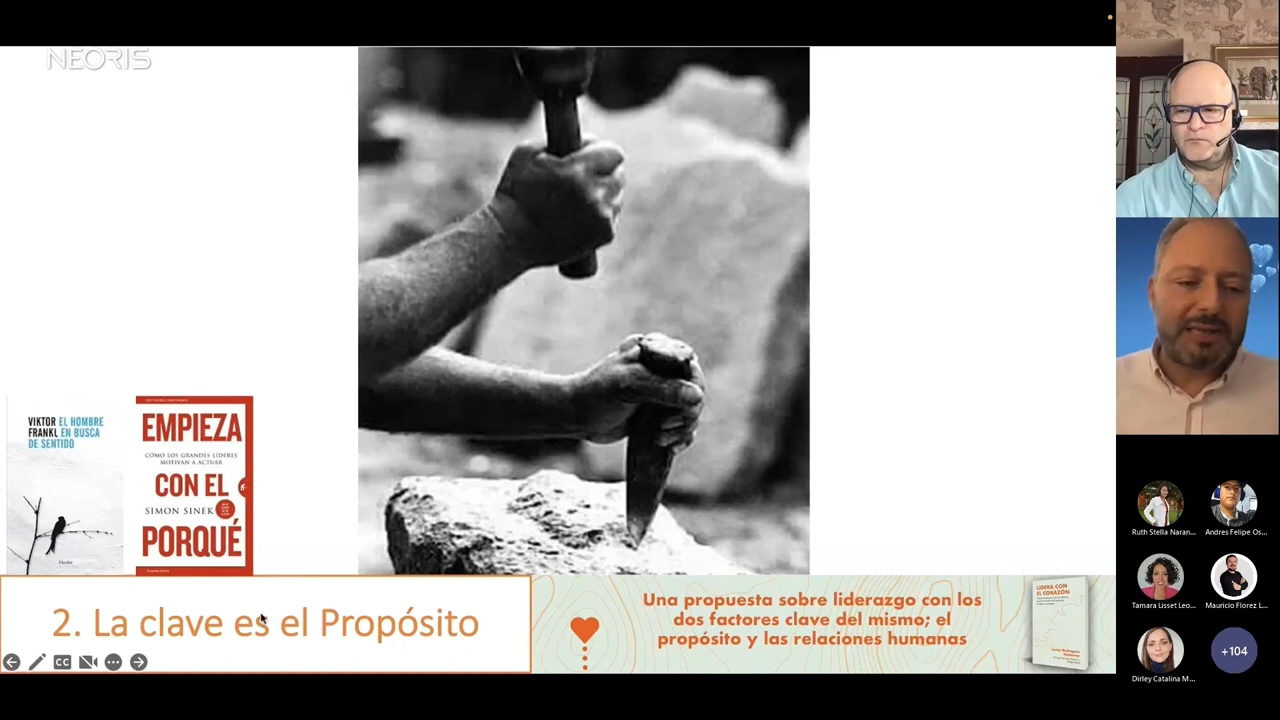 NEORIS
VIKTOR EL HOMBRE
FRANKL EN BUSCA
DE SENTIDO
Herder
EMPIEZA
CÓMO LOS GRANDES LÍDERES
MOTIVAN A ACTUAR
CON EL
SIMON SINEK
PORQUÉ
2. La clave es el Propósito
CC
Una propuesta sobre liderazgo con los
dos factores clave del mismo; el
propósito y las relaciones humanas
LIDERA CON
EL CORAZÓN
Ruth Stella Naran...
Andres Felipe Os...
Tamara Lisset Leo...
Mauricio Florez L...
Dirley Catalina M...
+104